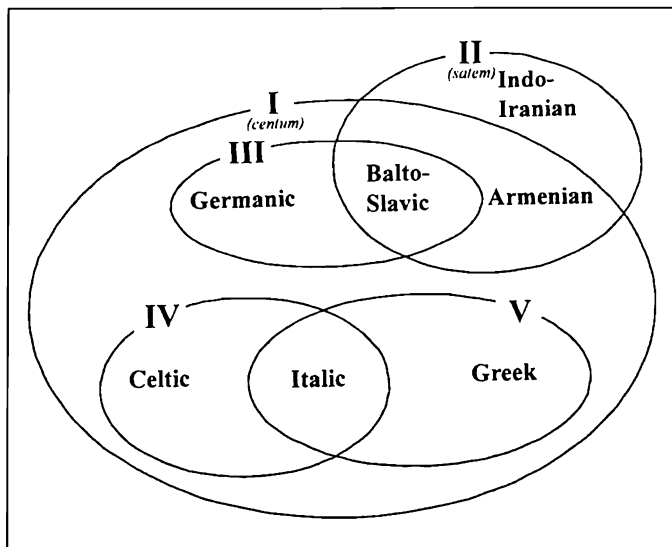 II
(satem) Indo-
Iranian
I
(centum)
III
Balto-
Germanic Slavic Armenian
IV V
Celtic Italic Greek